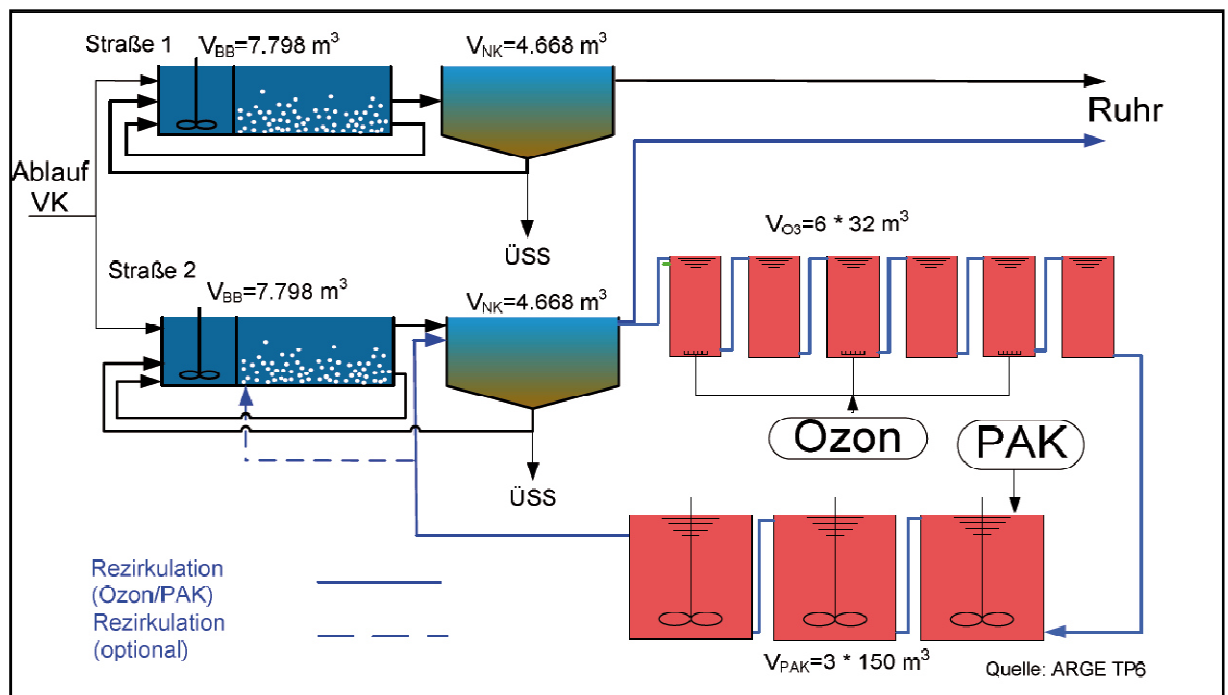 Straße 1
V_BB=7.798 m³
V_NK=4.668 m³
Ruhr
Ablauf
VK
ÜSS
V_O3=6 * 32 m³
Straße 2
V_BB=7.798 m³
V_NK=4.668 m³
Ozon
PAK
ÜSS
Rezirkulation
(Ozon/PAK)
Rezirkulation
(optional)
V_PAK=3 * 150 m³
Quelle: ARGE TP6